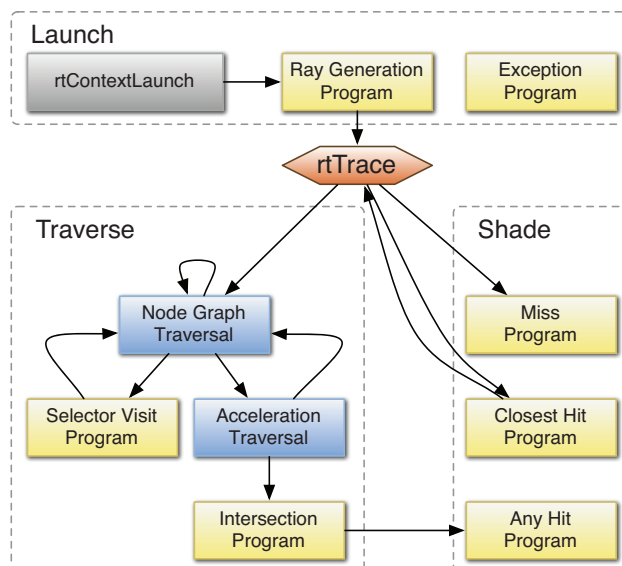 Launch
rtContextLaunch
Ray Generation
Program
Exception
Program
rtTrace
Traverse
Shade
Node Graph
Traversal
Miss
Program
Selector Visit
Program
Acceleration
Traversal
Closest Hit
Program
Intersection
Program
Any Hit
Program